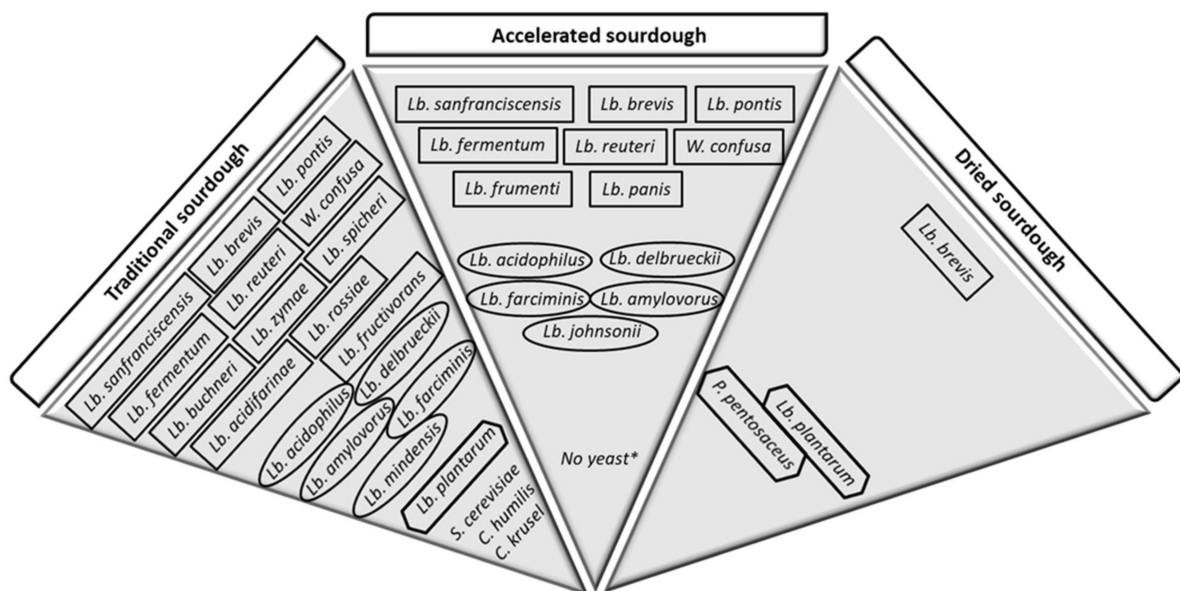 Traditional sourdough
Lb. pontis
W. confusa
Lb. brevis
Lb. reuteri
Lb. spicheri
Lb. sanfranciscensis
Lb. zymae
Lb. rossiae
Lb. fructivorans
Lb. fermentum
Lb. buchneri
Lb. acidifarinae
Lb. delbrueckii
Lb. farciminis
Lb. acidophilus
Lb. amylovorus
Lb. mindensis
Lb. plantarum
S. cerevisiae
C. humilis
C. krusel
Accelerated sourdough
Lb. sanfranciscensis Lb. brevis Lb. pontis
Lb. fermentum Lb. reuteri W. confusa
Lb. frumenti Lb. panis
Lb. acidophilus Lb. delbrueckii
Lb. farciminis Lb. amylovorus
Lb. johnsonii
No yeast*
Dried sourdough
Lb. brevis
P. pentosaceus
Lb. plantarum